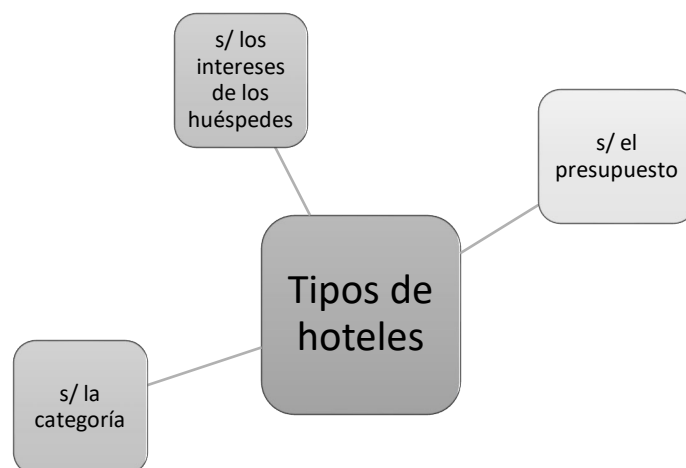 s/ los
intereses
de los
huéspedes
s/ el
presupuesto
Tipos de
hoteles
s/ la
categoría